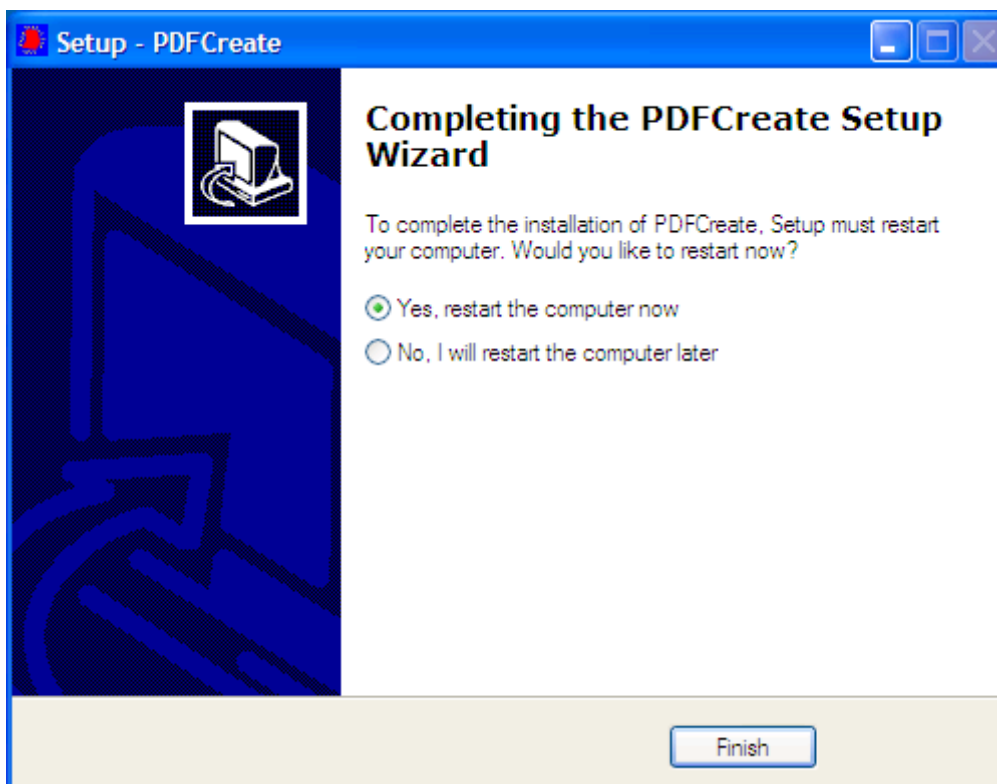 Setup - PDFCreate
Completing the PDFCreate Setup
Wizard
To complete the installation of PDFCreate, Setup must restart
your computer. Would you like to restart now?
Yes, restart the computer now
No, I will restart the computer later
Finish